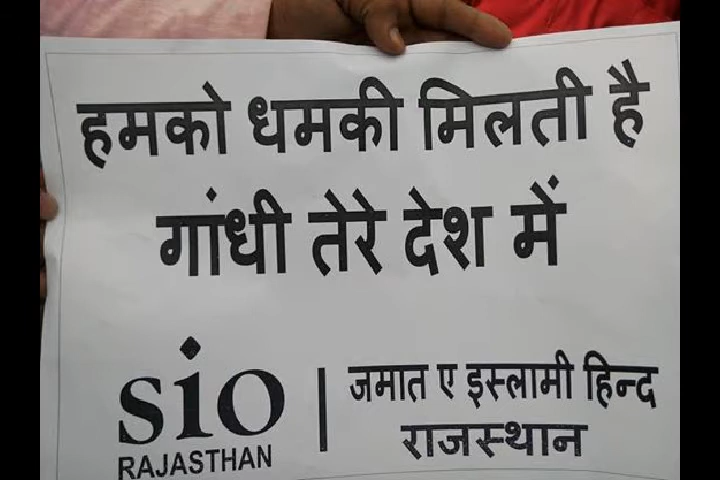 हमको धमकी मिलती है
गांधी तेरे देश में
sio
RAJASTHAN
जमात ए इस्लामी हिन्द
राजस्थान